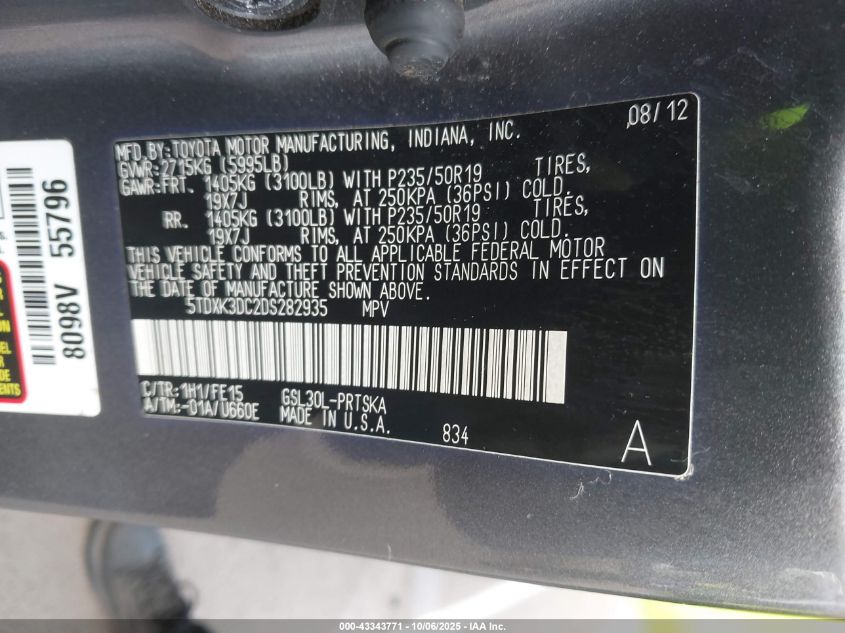 08/12
MFD.BY:TOYOTA MOTOR MANUFACTURING, INDIANA, INC.
GVWR:2715KG (5995LB)
GAWR:FRT. 1405KG (3100LB) WITH P235/50R19 TIRES,
19X7J RIMS, AT 250KPA (36PSI) COLD.
RR. 1405KG (3100LB) WITH P235/50R19 TIRES,
19X7J RIMS, AT 250KPA (36PSI) COLD.
THIS VEHICLE CONFORMS TO ALL APPLICABLE FEDERAL MOTOR
VEHICLE SAFETY AND THEFT PREVENTION STANDARDS IN EFFECT ON
THE DATE OF MANUFACTURE SHOWN ABOVE.
5TDXK3DC2DS282935 MPV
C/TR:1H1/FE15 GSL30L-PRTSKA
A/TM:-01A/U660E MADE IN U.S.A.
834
A
8098V 55796
000-43343771 - 10/06/2025 - IAA Inc.